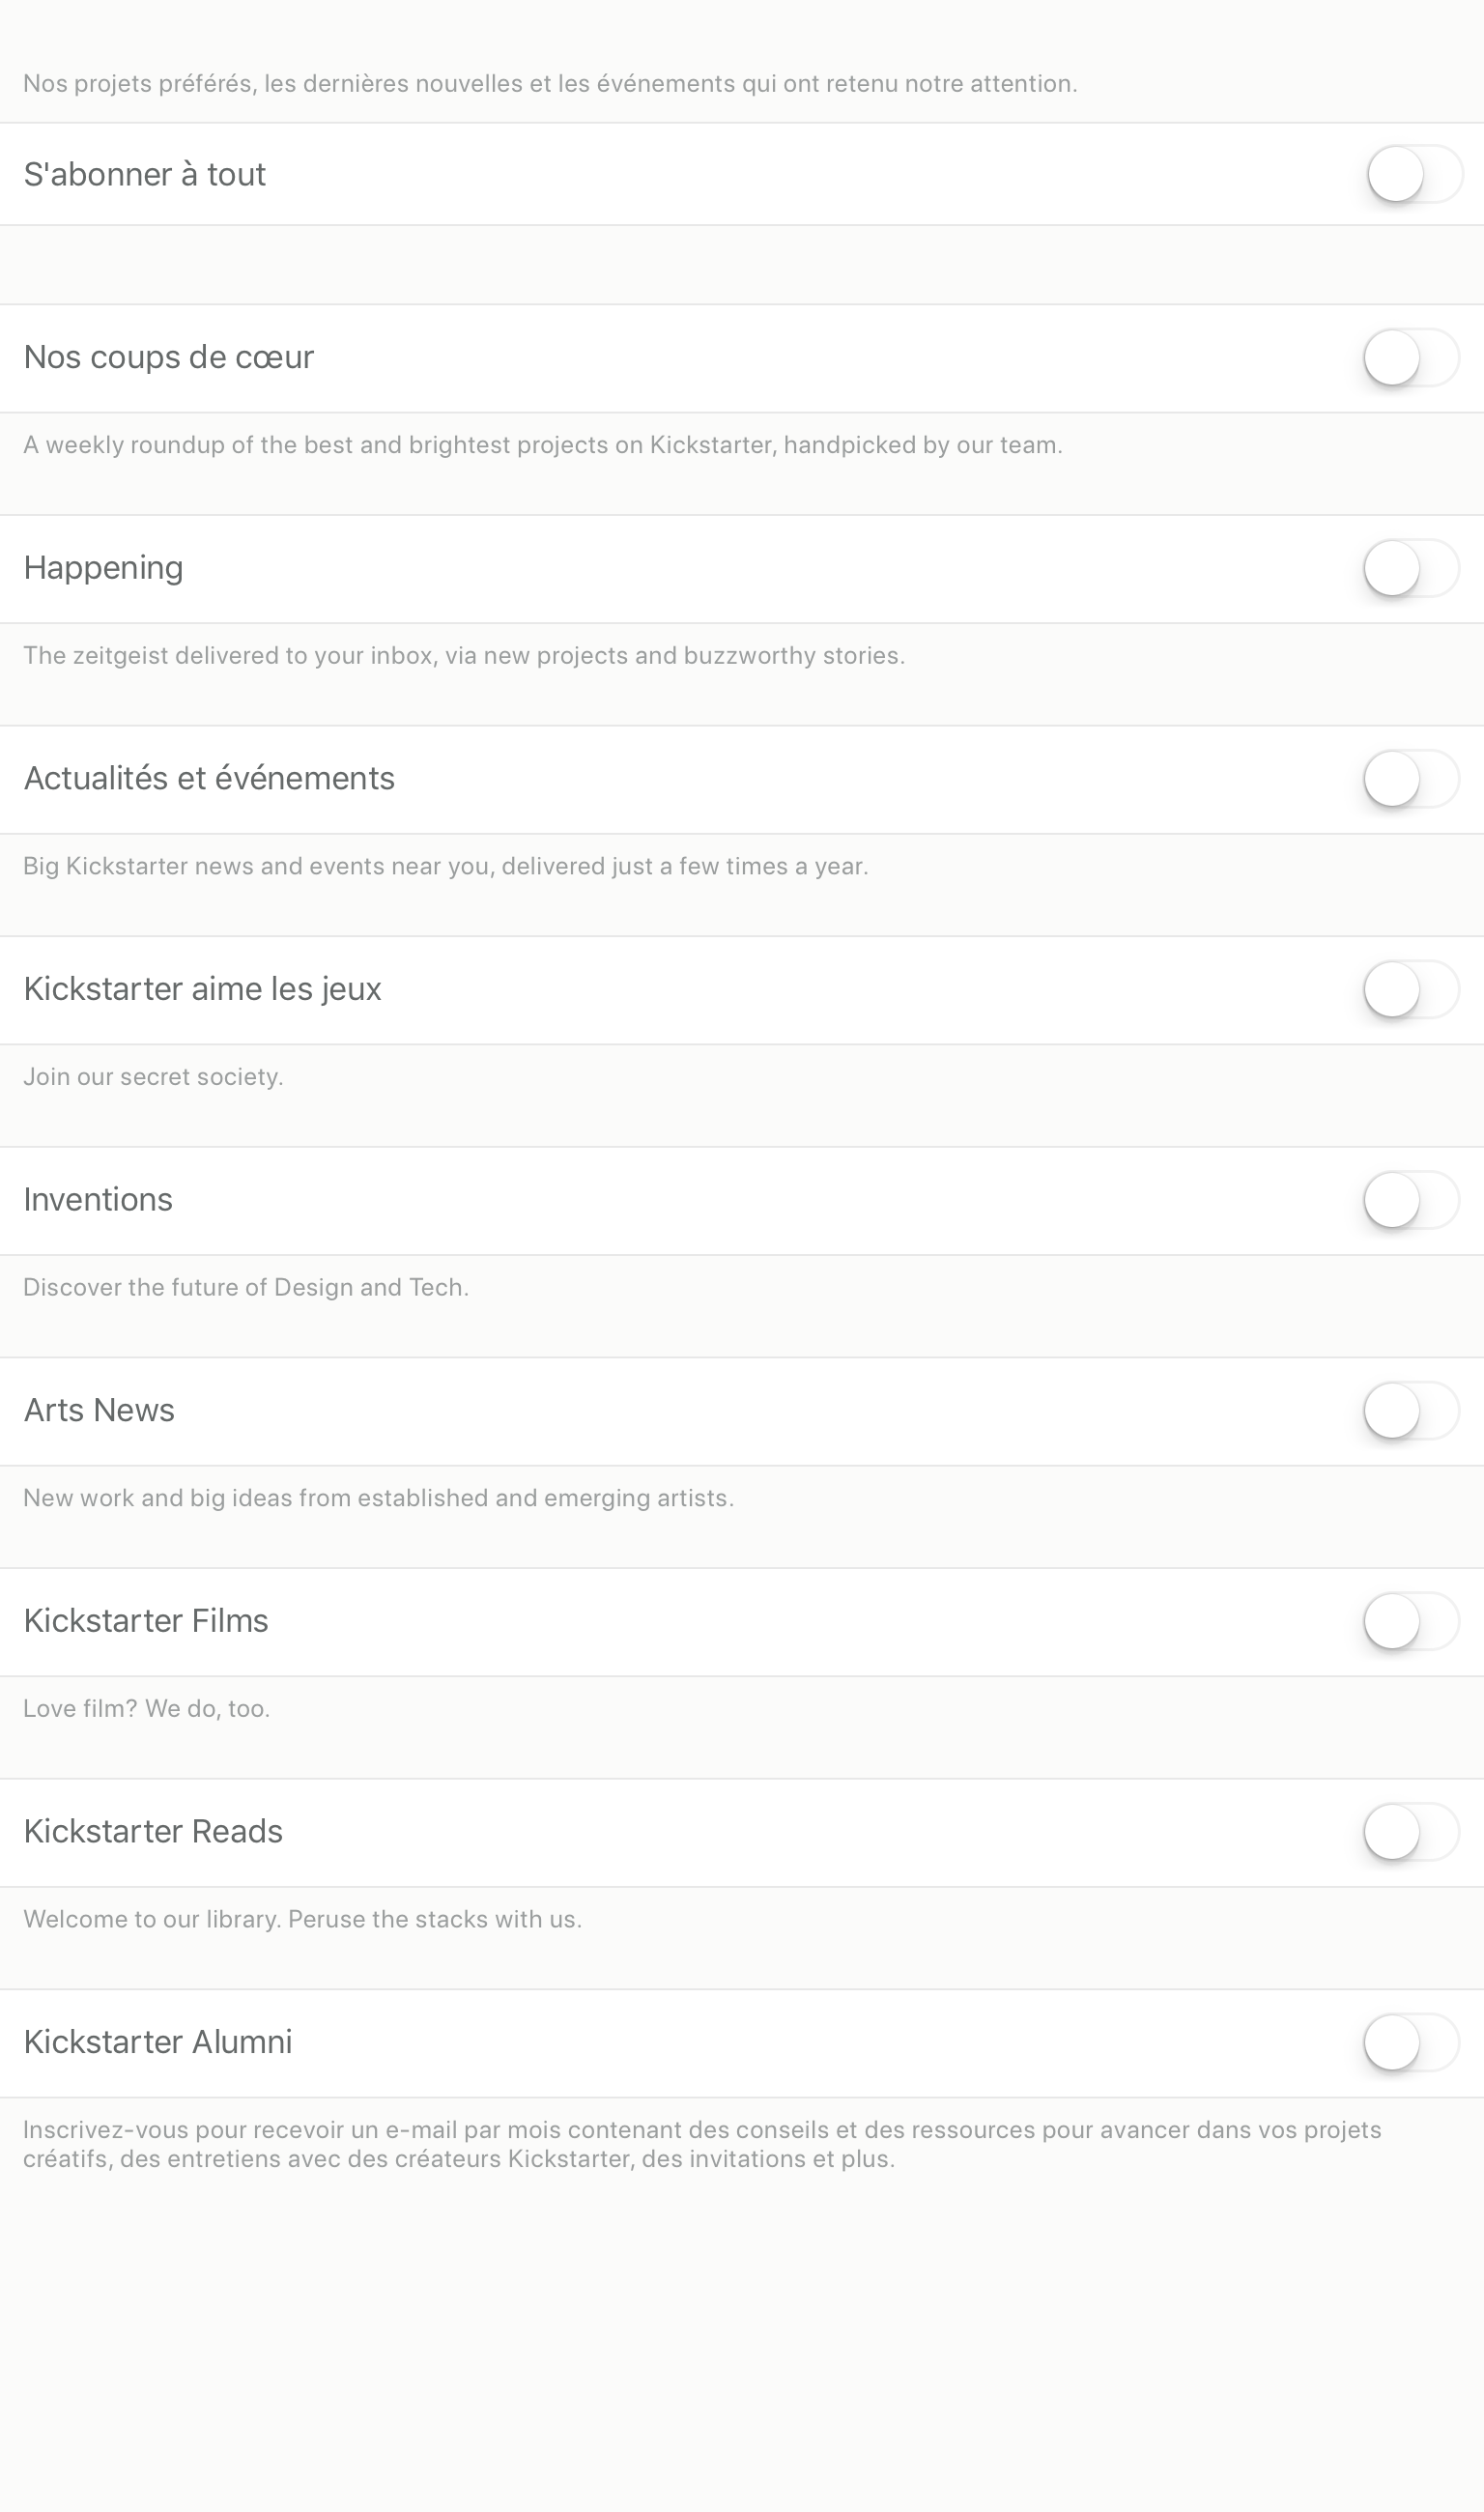 Nos projets préférés, les dernières nouvelles et les événements qui ont retenu notre attention.
S'abonner à tout
Nos coups de cœur
A weekly roundup of the best and brightest projects on Kickstarter, handpicked by our team.
Happening
The zeitgeist delivered to your inbox, via new projects and buzzworthy stories.
Actualités et événements
Big Kickstarter news and events near you, delivered just a few times a year.
Kickstarter aime les jeux
Join our secret society.
Inventions
Discover the future of Design and Tech.
Arts News
New work and big ideas from established and emerging artists.
Kickstarter Films
Love film? We do, too.
Kickstarter Reads
Welcome to our library. Peruse the stacks with us.
Kickstarter Alumni
Inscrivez-vous pour recevoir un e-mail par mois contenant des conseils et des ressources pour avancer dans vos projets
créatifs, des entretiens avec des créateurs Kickstarter, des invitations et plus.